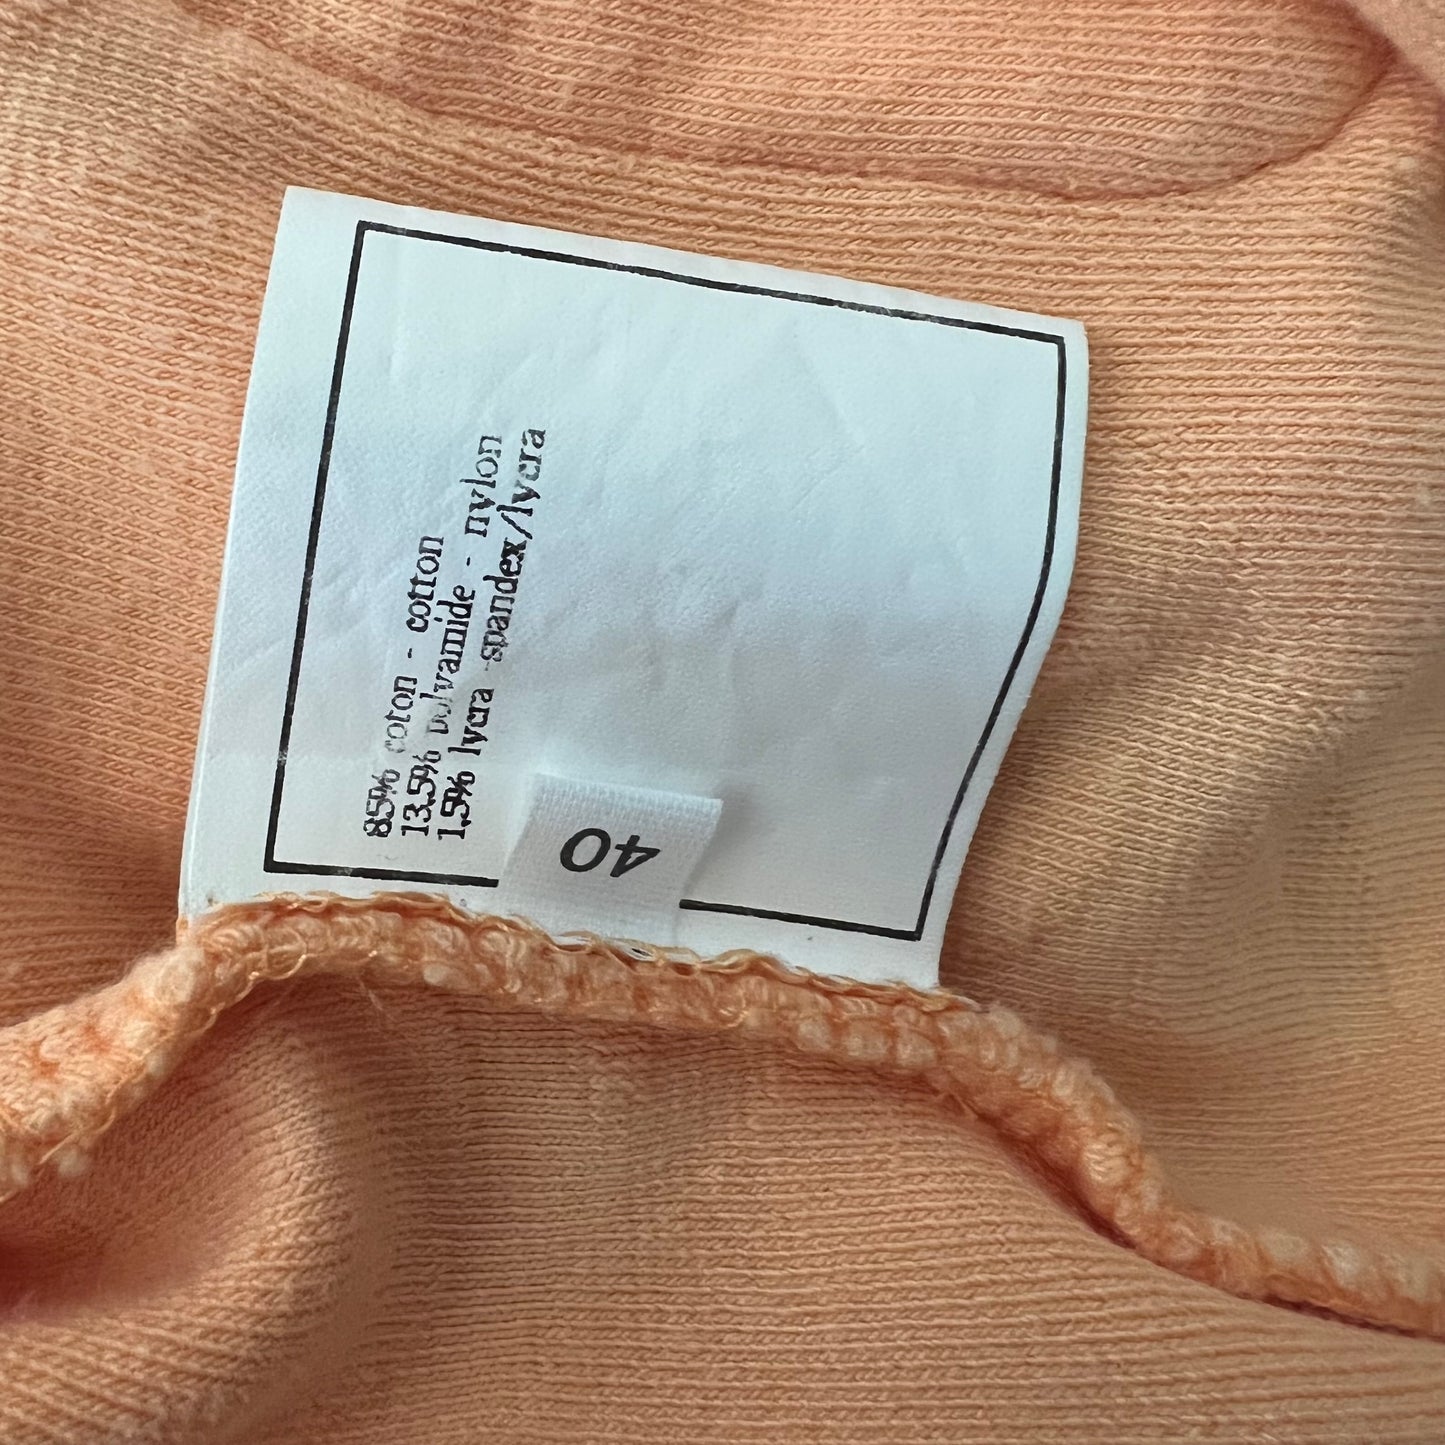 85% coton - cotton
13.5% polyamide - nylon
1.5% lycra -spandex/lycra
40